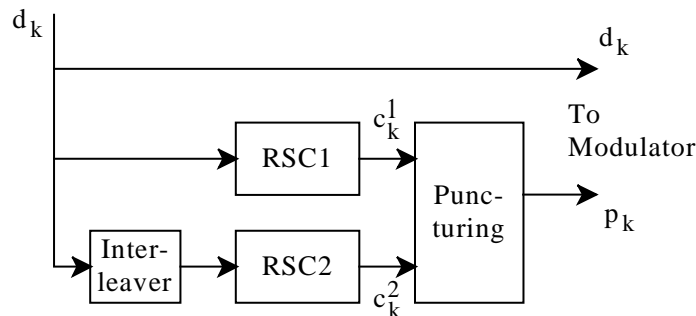 d_k
d_k
c_k^1
To
Modulator
RSC1
Punc-
turing
p_k
Inter-
leaver
RSC2
c_k^2